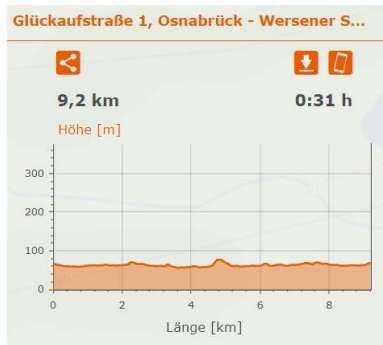 Glückaufstraße 1, Osnabrück - Wersener S...
9,2 km
0:31 h
Höhe [m]
300
200
100
0
0 2 4 6 8
Länge [km]